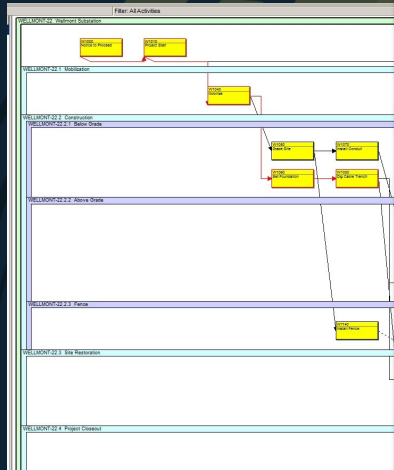 Filter: All Activities
WELLMONT-22 Wellmont Substation
W1000
Notice to Proceed
W1010
Project Start
WELLMONT-22.1 Mobilization
W1040
Mobilize
WELLMONT-22.2 Construction
WELLMONT-22.2.1 Below Grade
Grade Site
W1070
Install Conduit
Set Foundation
Dig Cable Trench
WELLMONT-22.2.2 Above Grade
WELLMONT-22.2.3 Fence
W1140
Install Fence
WELLMONT-22.3 Site Restoration
WELLMONT-22.4 Project Closeout